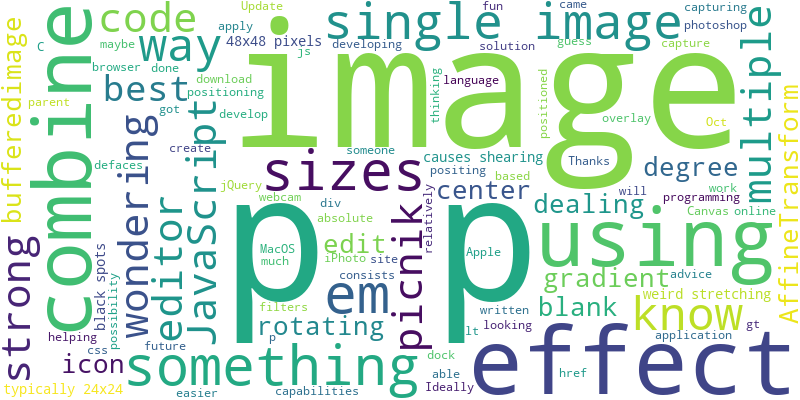 fun
came
capturing
Update
code
single image
photoshop
apply
C
js
48x48 pixels
developing
solution
guess
capture
way
maybe
done
combine
browser
download
thinking
language
image
positioned
multiple
best
positioning
Oct
got
develop
overlay
bufferedimage
parent
wondering
JavaScript
create
someone
sizes
causes shearing
Thanks
degree
AffineTransform
defaces
positing
based
will
programming
jQuery
webcam
div
center
dealing
work
Canvas
online
editor
absolute
picnik
relatively
p p
using
MacOS
much
iPhoto
site
edit
Apple
gradient
advice
strong
black spots
possibility
consists
em
weird stretching
filters
blank
know
rotating
written
application
helping
p
lt
looking
gt
icon
css
future
something
dock
effect
able
typically 24x24
easier
capabilities
Ideally
href